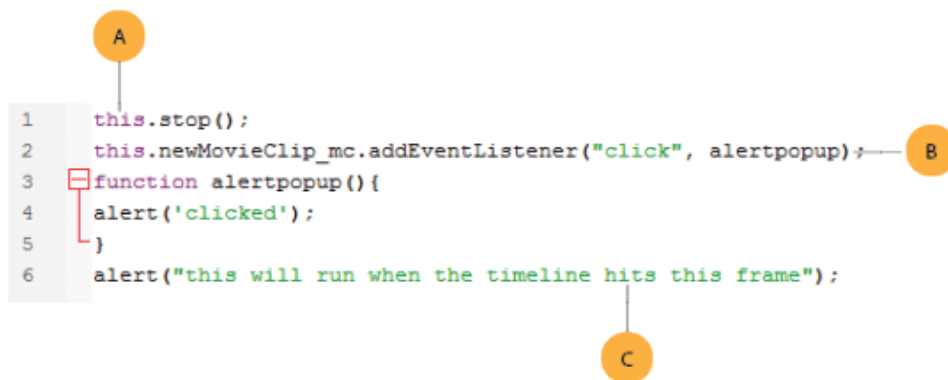 A
1 this.stop();
2 this.newMovieClip_mc.addEventListener("click", alertpopup); B
3 function alertpopup(){
4 alert('clicked');
5 }
6 alert("this will run when the timeline hits this frame");
C